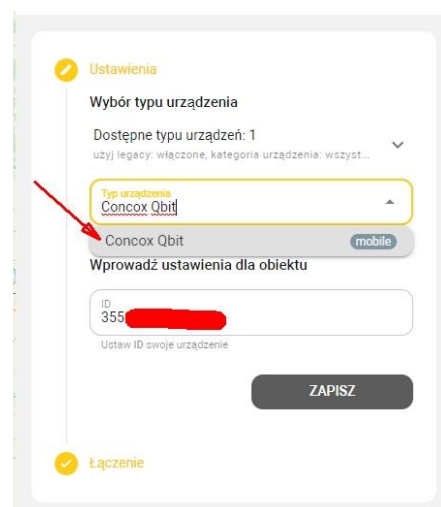 Ustawienia
Wybór typu urządzenia
Dostępne typu urządzeń: 1
użyj legacy: włączone, kategoria urządzenia: wszyst...
Typ urządzenia
Concox Qbit
Concox Qbit mobile
Wprowadź ustawienia dla obiektu
ID
355
Ustaw ID swoje urządzenie
ZAPISZ
Łączenie